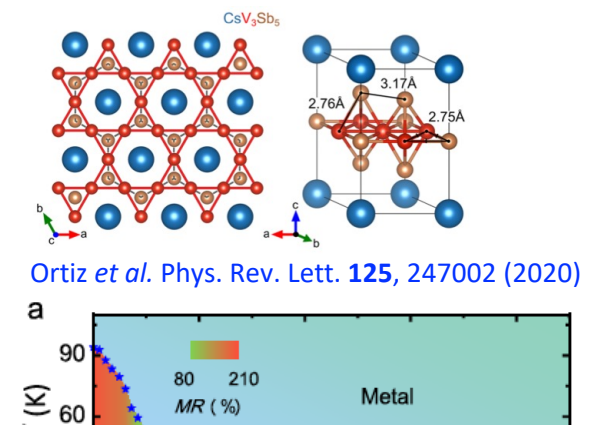 CsV₃Sb₅
3.17Å
2.76Å
2.75Å
b
c
a
c
a
b
Ortiz et al. Phys. Rev. Lett. 125, 247002 (2020)
a
90
80 210
MR ( % )
Metal
60
(K)